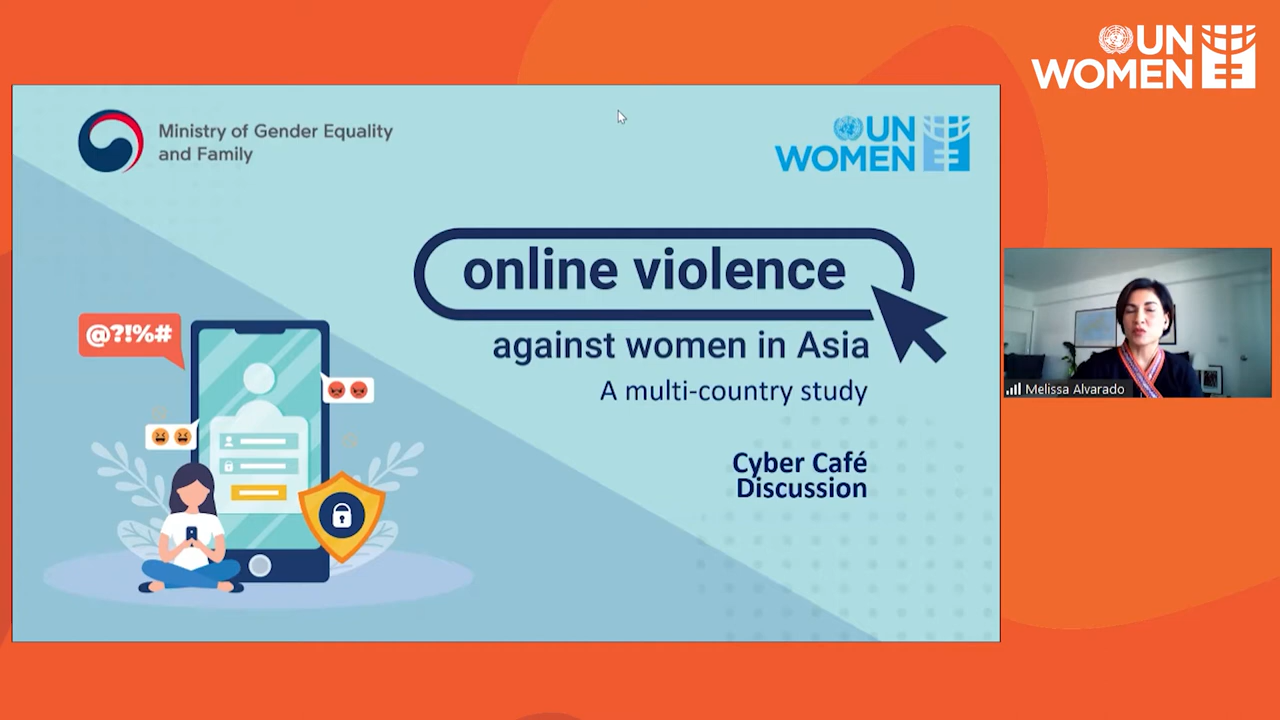 UN
WOMEN
Ministry of Gender Equality
and Family
UN
WOMEN
online violence
against women in Asia
A multi-country study
Cyber Café
Discussion
@?!%#
Melissa Alvarado